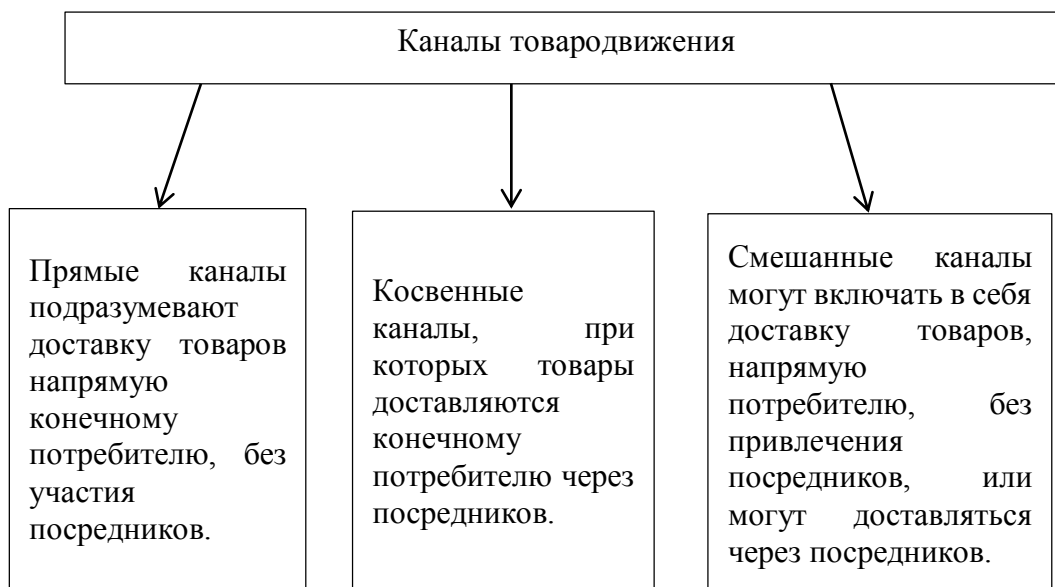 Каналы товародвижения
Прямые каналы
подразумевают
доставку товаров
напрямую
конечному
потребителю, без
участия
посредников.
Косвенные
каналы, при
которых товары
доставляются
конечному
потребителю через
посредников.
Смешанные каналы
могут включать в себя
доставку товаров,
напрямую
потребителю, без
привлечения
посредников, или
могут доставляться
через посредников.